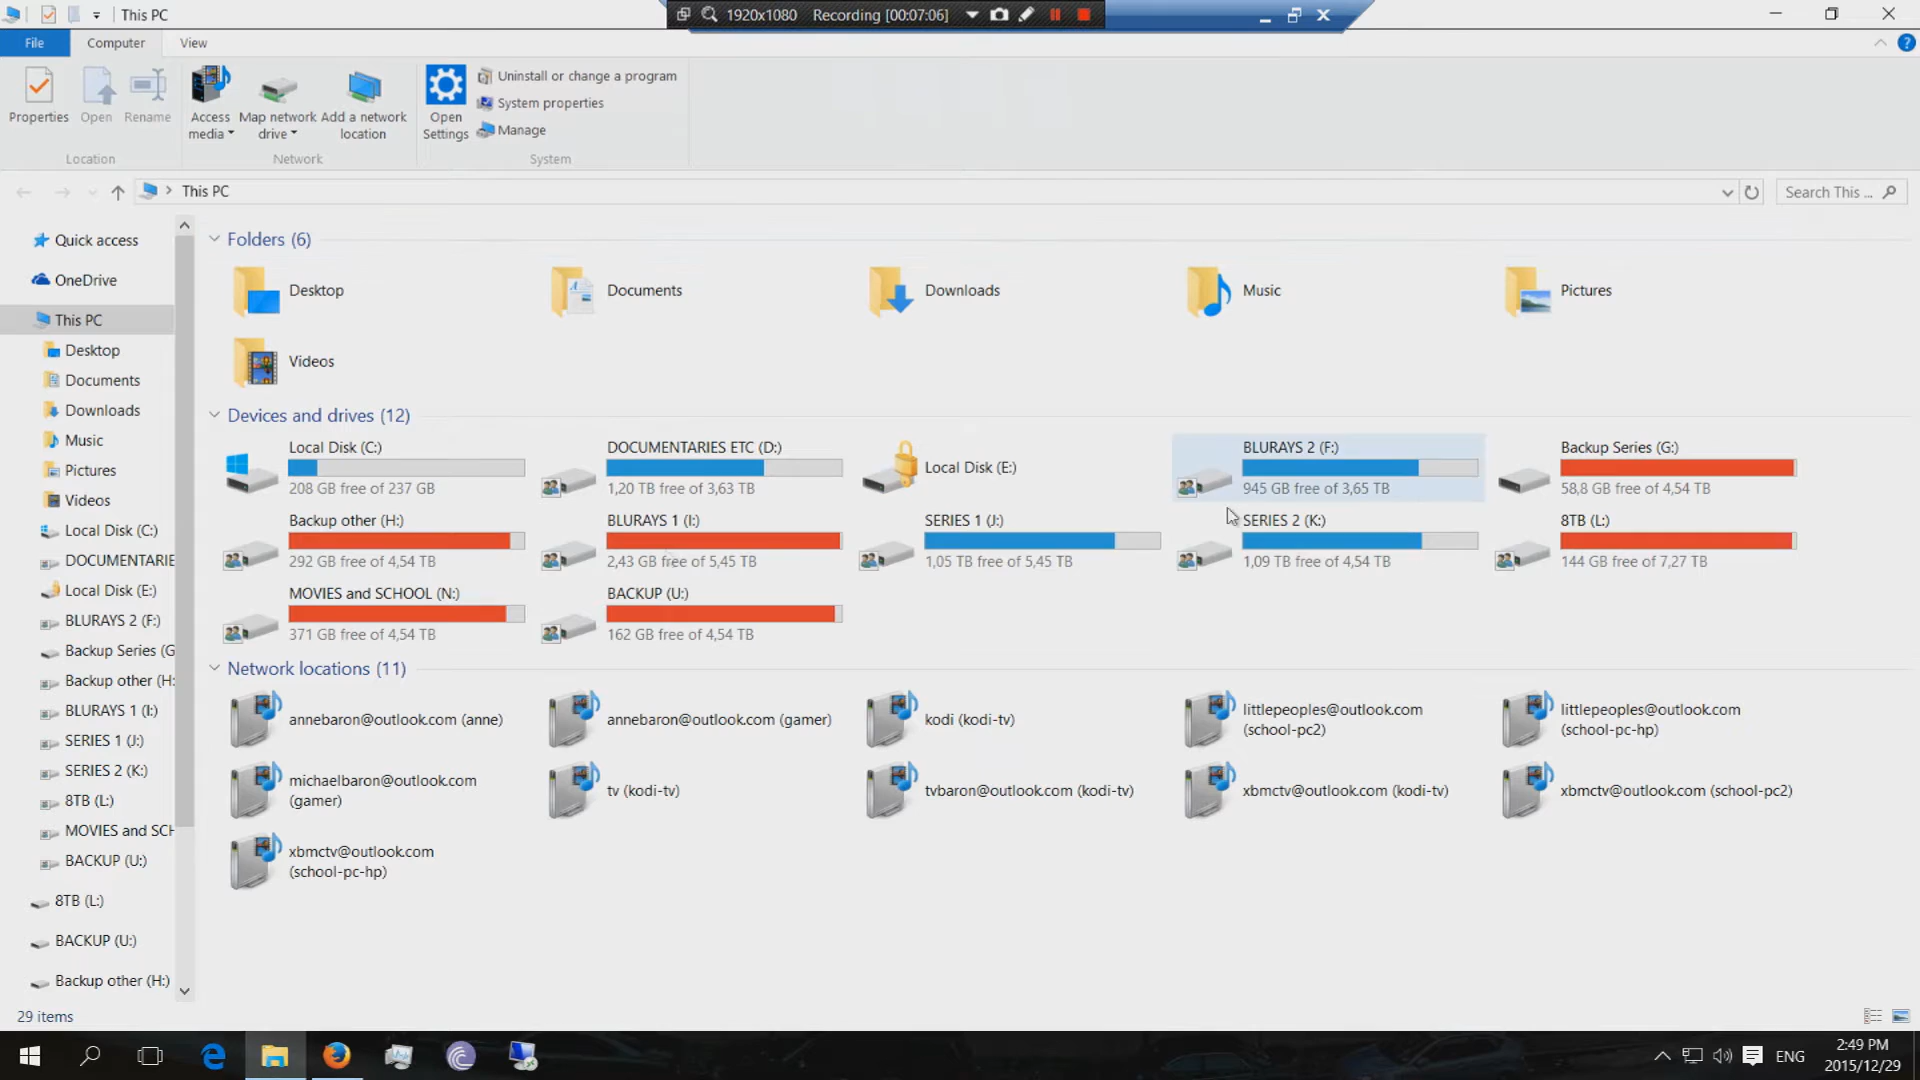 This PC
1920x1080 Recording [00:07:06]
File Computer View
Properties Open Rename
Access media
Map network drive
Add a network location
Open Settings
Uninstall or change a program
System properties
Manage
Location Network System
This PC
Search This ...
Quick access
OneDrive
This PC
Desktop
Documents
Downloads
Music
Pictures
Videos
Local Disk (C:)
DOCUMENTARIE
Local Disk (E:)
BLURAYS 2 (F:)
Backup Series (G
Backup other (H:
BLURAYS 1 (I:)
SERIES 1 (J:)
SERIES 2 (K:)
8TB (L:)
MOVIES and SCH
BACKUP (U:)
8TB (L:)
BACKUP (U:)
Backup other (H:)
Folders (6)
Desktop
Documents
Downloads
Music
Pictures
Videos
Devices and drives (12)
Local Disk (C:)
208 GB free of 237 GB
DOCUMENTARIES ETC (D:)
1,20 TB free of 3,63 TB
Local Disk (E:)
BLURAYS 2 (F:)
945 GB free of 3,65 TB
Backup Series (G:)
58,8 GB free of 4,54 TB
Backup other (H:)
292 GB free of 4,54 TB
BLURAYS 1 (I:)
2,43 GB free of 5,45 TB
SERIES 1 (J:)
1,05 TB free of 5,45 TB
SERIES 2 (K:)
1,09 TB free of 4,54 TB
8TB (L:)
144 GB free of 7,27 TB
MOVIES and SCHOOL (N:)
371 GB free of 4,54 TB
BACKUP (U:)
162 GB free of 4,54 TB
Network locations (11)
annebaron@outlook.com (anne)
annebaron@outlook.com (gamer)
kodi (kodi-tv)
littlepeoples@outlook.com
(school-pc2)
littlepeoples@outlook.com
(school-pc-hp)
michaelbaron@outlook.com
(gamer)
tv (kodi-tv)
tvbaron@outlook.com (kodi-tv)
xbmctv@outlook.com (kodi-tv)
xbmctv@outlook.com (school-pc2)
xbmctv@outlook.com
(school-pc-hp)
29 items
ENG
2:49 PM
2015/12/29